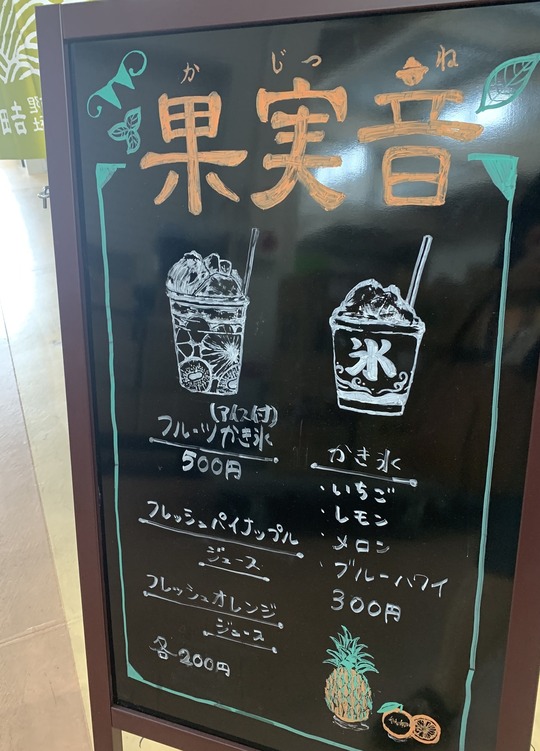 かじつね
果実音
氷
(アイス付)
フルーツかき氷
500円
かき氷
・いちご
・レモン
・メロン
・ブルーハワイ
300円
フレッシュパイナップル
ジュース
フレッシュオレンジ
ジュース
各200円